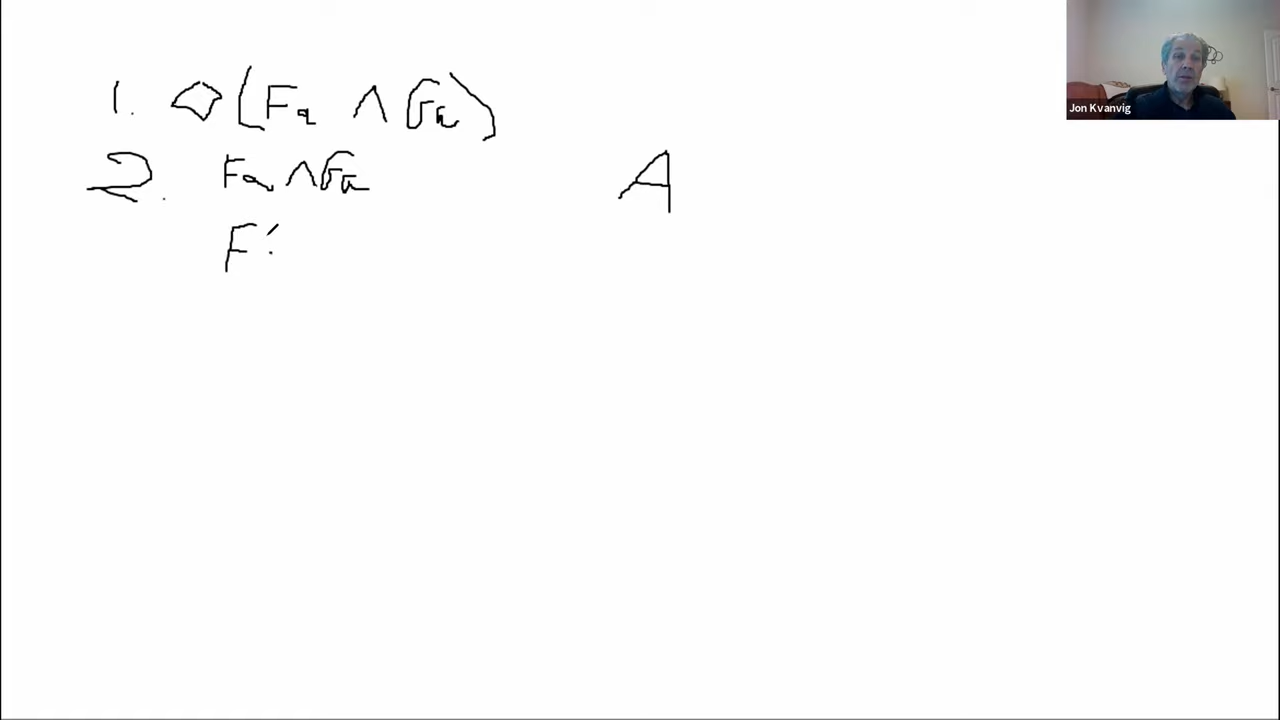 1. ◇(Fa ∧ Ga)
2. Fa ∧ Ga A
F
Jon Kvanvig